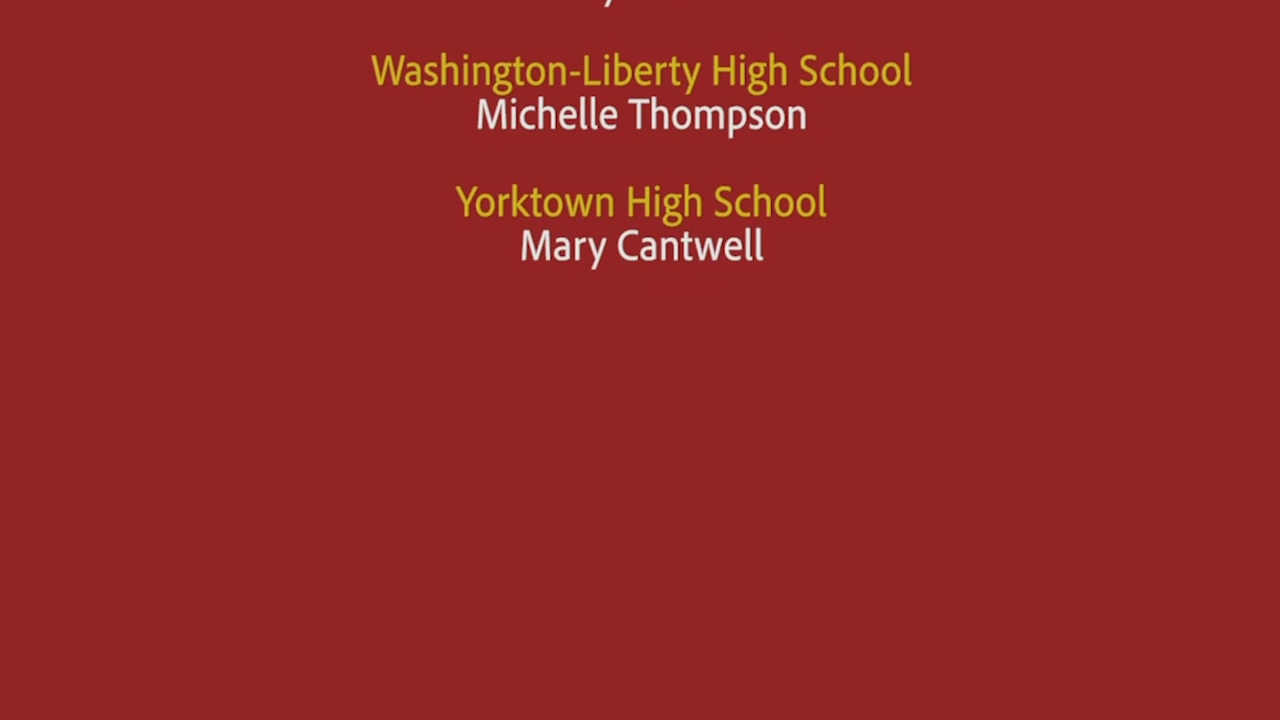 Washington-Liberty High School
Michelle Thompson
Yorktown High School
Mary Cantwell